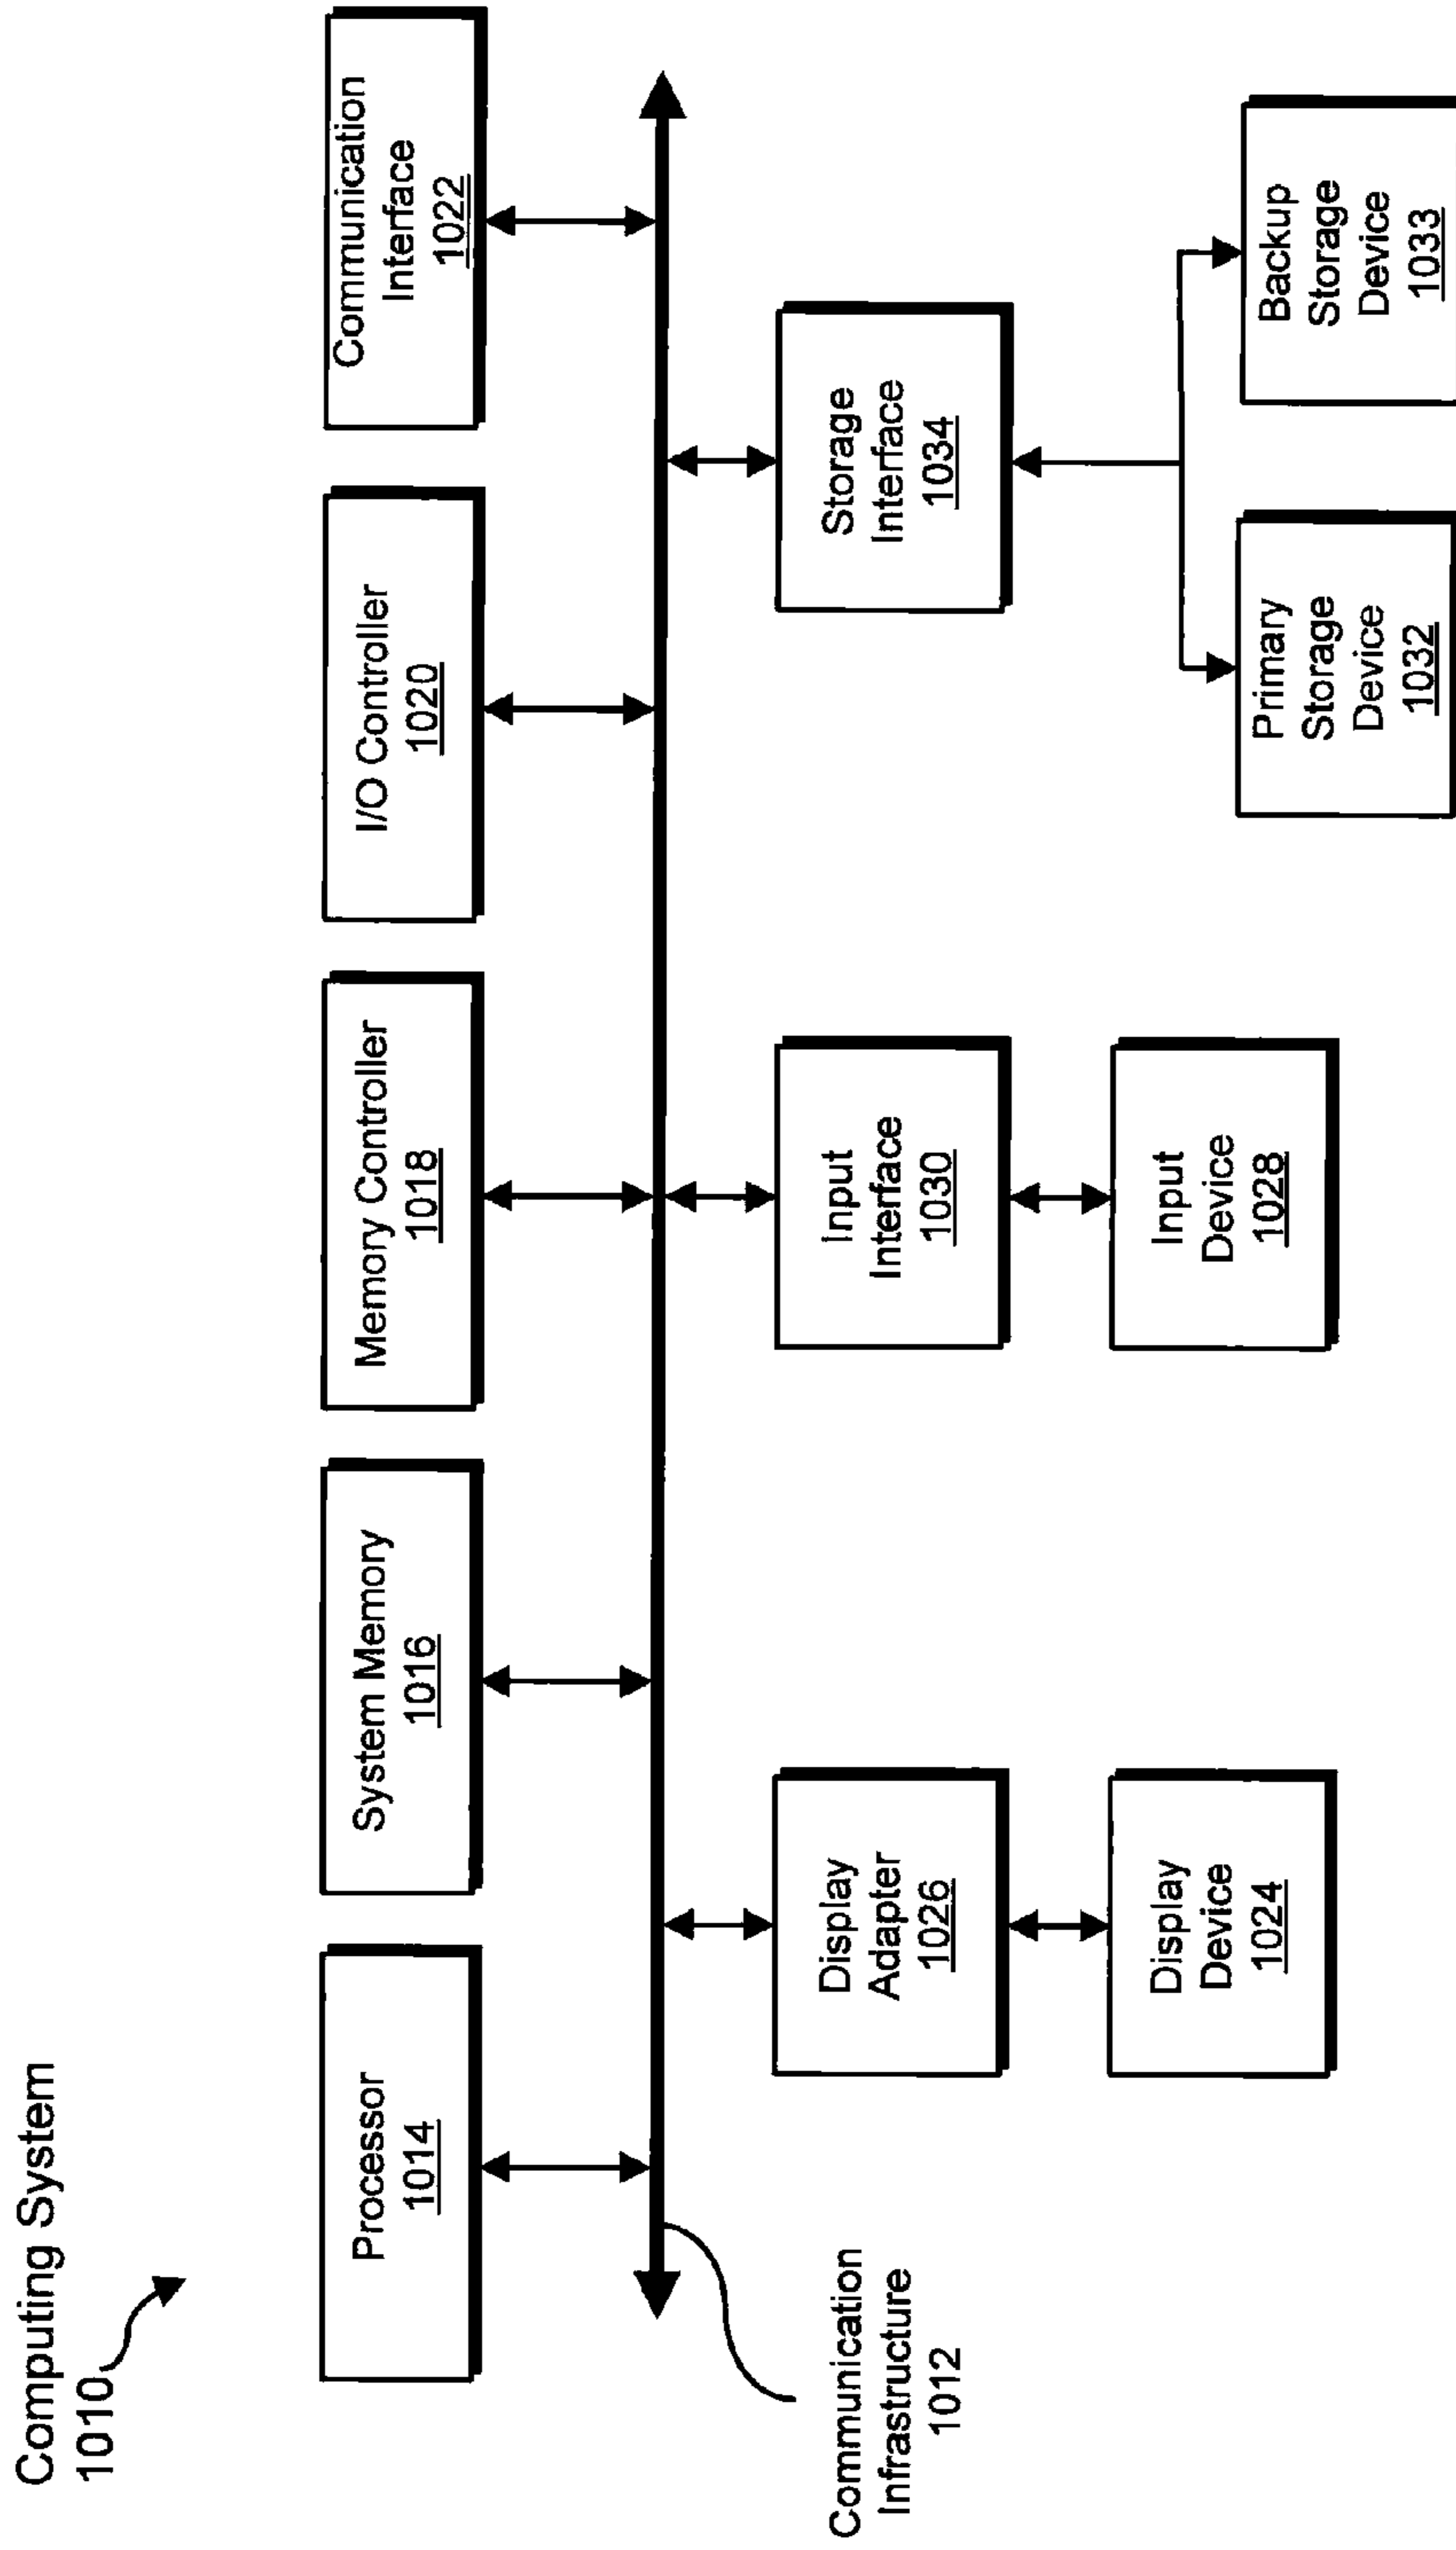 Computing System
1010
Processor
1014
System Memory
1016
Memory Controller
1018
I/O Controller
1020
Communication
Interface
1022
Communication
Infrastructure
1012
Display
Adapter
1026
Input
Interface
1030
Storage
Interface
1034
Display
Device
1024
Input
Device
1028
Primary
Storage
Device
1032
Backup
Storage
Device
1033